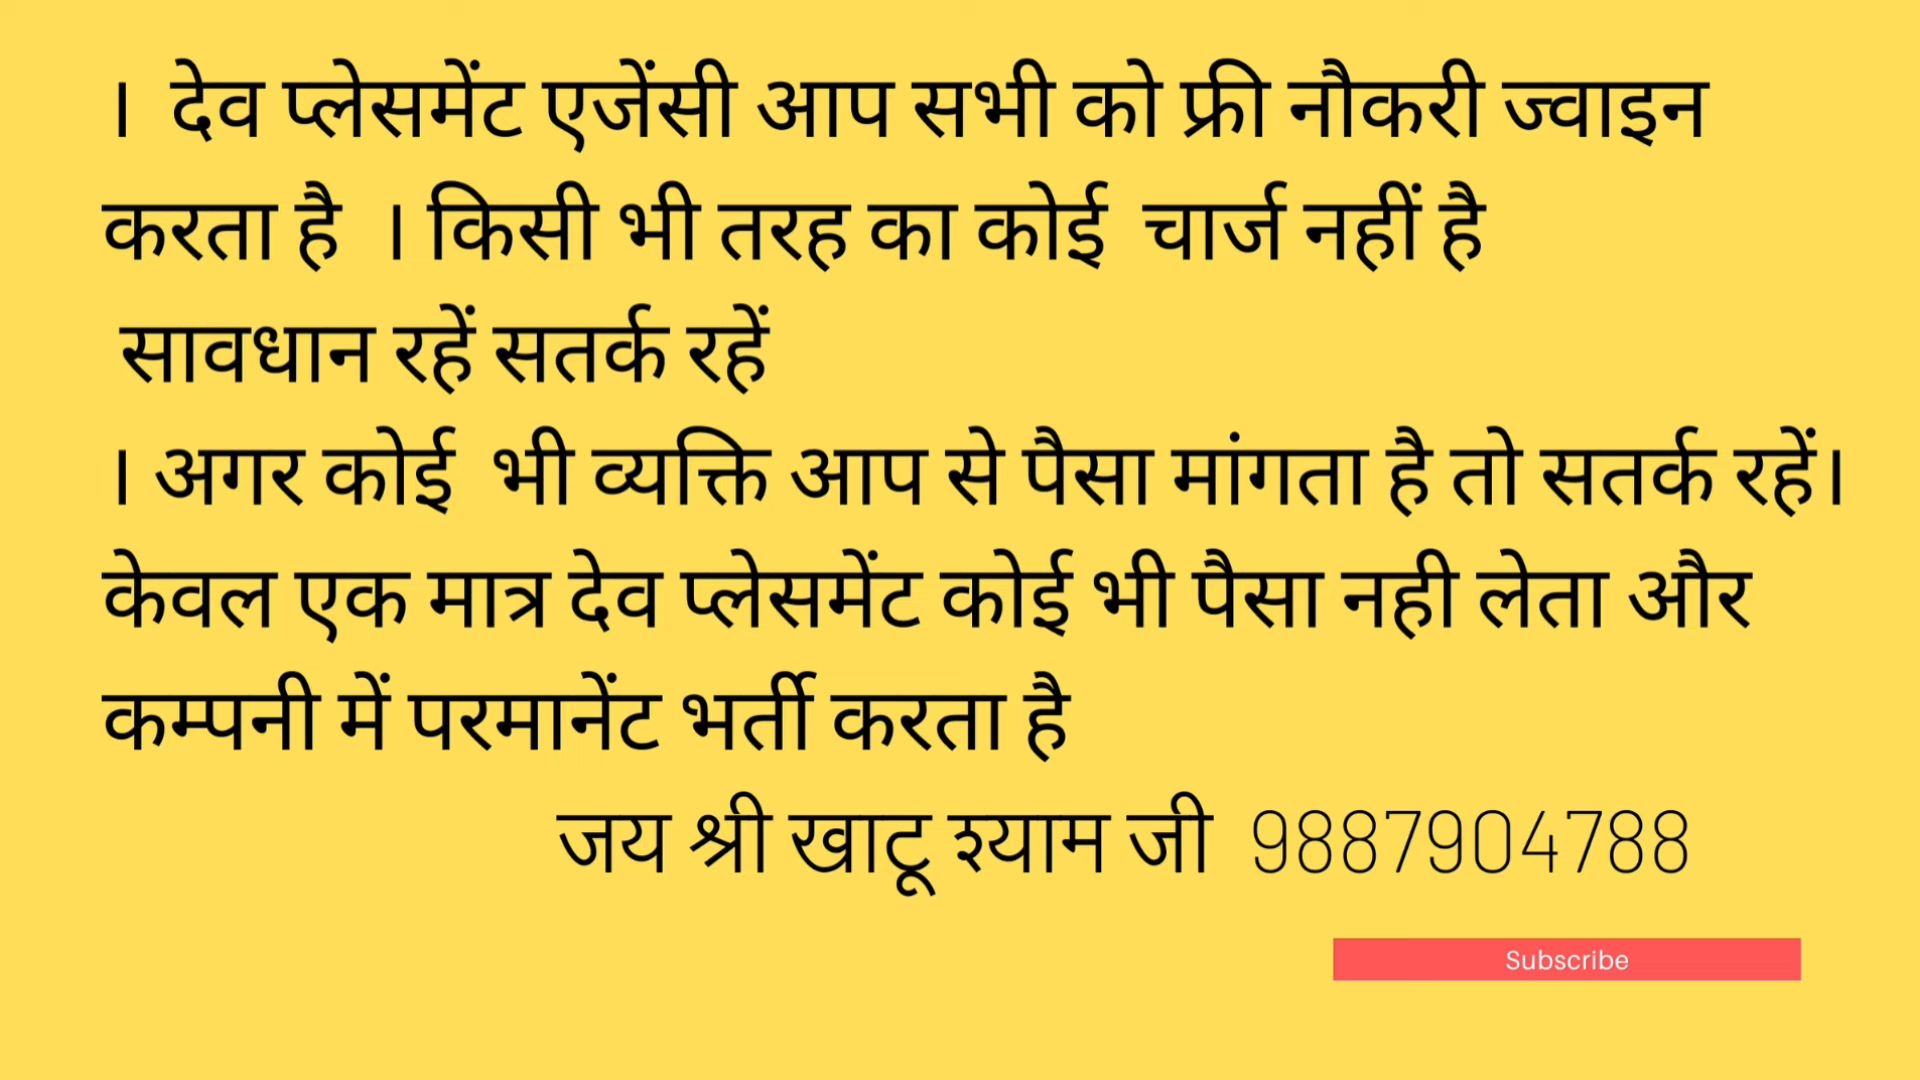 । देव प्लेसमेंट एजेंसी आप सभी को फ्री नौकरी ज्वाइन
करता है । किसी भी तरह का कोई चार्ज नहीं है
सावधान रहें सतर्क रहें
। अगर कोई भी व्यक्ति आप से पैसा मांगता है तो सतर्क रहें।
केवल एक मात्र देव प्लेसमेंट कोई भी पैसा नही लेता और
कम्पनी में परमानेंट भर्ती करता है
जय श्री खाटू श्याम जी 9887904788
Subscribe